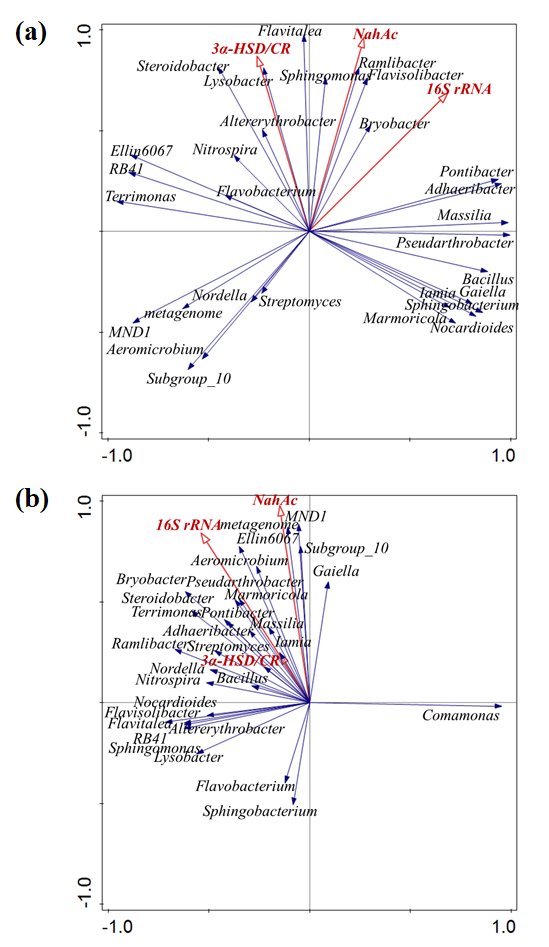 (a)
1.0
Flavitalea
NahAc
3α-HSD/CR
Steroidobacter
Ramlibacter
Lysobacter
Sphingomonas
Flavisolibacter
16S rRNA
Altererythrobacter
Bryobacter
Nitrospira
Ellin6067
RB41
Pontibacter
Terrimonas
Flavobacterium
Adhaeribacter
Massilia
Pseudarthrobacter
Bacillus
Nordella
Streptomyces
Iamia
Gaiella
metagenome
Sphingobacterium
MND1
Marmoricola
Nocardioides
Aeromicrobium
Subgroup_10
-1.0
-1.0
1.0
(b)
1.0
NahAc
16S rRNA
metagenome
MND1
Ellin6067
Subgroup_10
Aeromicrobium
Gaiella
Bryobacter
Pseudarthrobacter
Steroidobacter
Marmoricola
Terrimonas
Pontibacter
Adhaeribacter
Massilia
Ramlibacter
Streptomyces
Iamia
3α-HSD/CR
Nordella
Nitrospira
Bacillus
Nocardioides
Flavisolibacter
Comamonas
Flavitalea
Altererythrobacter
RB41
Sphingomonas
Lysobacter
Flavobacterium
Sphingobacterium
-1.0
-1.0
1.0